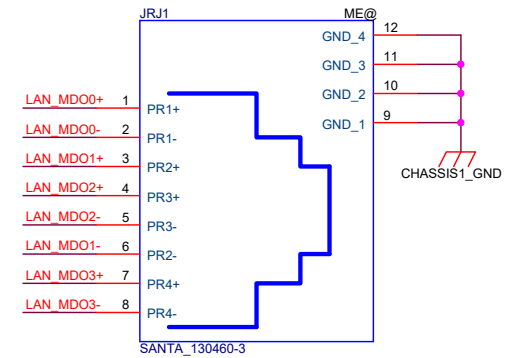 JRJ1 ME@
LAN_MDO0+ 1 PR1+
LAN_MDO0- 2 PR1-
LAN_MDO1+ 3 PR2+
LAN_MDO2+ 4 PR3+
LAN_MDO2- 5 PR3-
LAN_MDO1- 6 PR2-
LAN_MDO3+ 7 PR4+
LAN_MDO3- 8 PR4-
GND_4 12
GND_3 11
GND_2 10
GND_1 9
CHASSIS1_GND
SANTA_130460-3